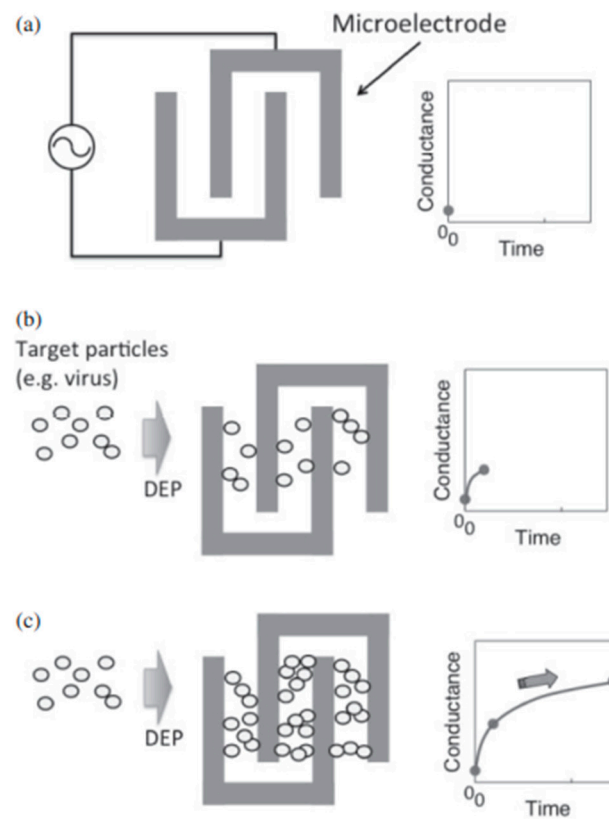 (a)
Microelectrode
Conductance
0
0
Time
(b)
Target particles
(e.g. virus)
DEP
Conductance
0
0
Time
(c)
DEP
Conductance
0
0
Time